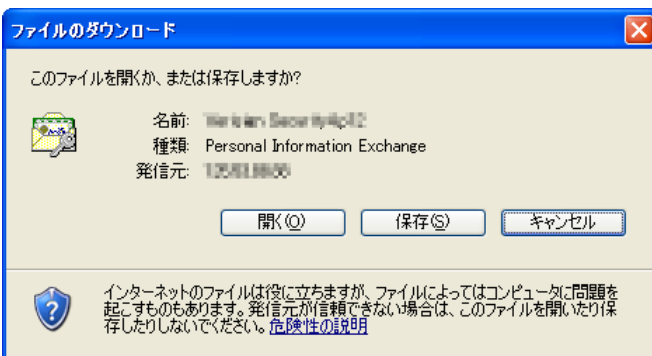 ファイルのダウンロード
このファイルを開くか、または保存しますか?
名前:
種類: Personal Information Exchange
発信元:
開く(O)
保存(S)
キャンセル
インターネットのファイルは役に立ちますが、ファイルによってはコンピュータに問題を
起こすものもあります。発信元が信頼できない場合は、このファイルを開いたり保
存したりしないでください。危険性の説明